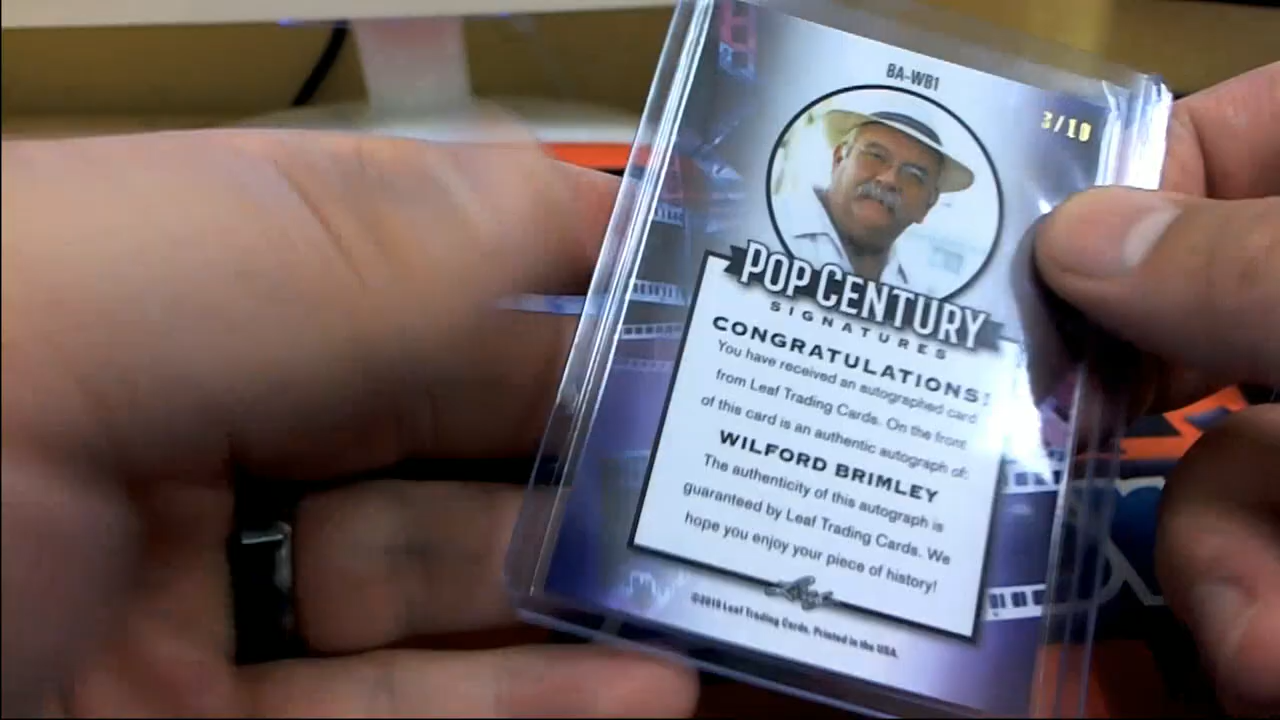 BA-WB1
3/10
POP CENTURY
SIGNATURES
CONGRATULATIONS!
You have received an autographed card
from Leaf Trading Cards. On the front
of this card is an authentic autograph of:
WILFORD BRIMLEY
The authenticity of this autograph is
guaranteed by Leaf Trading Cards. We
hope you enjoy your piece of history!
Leaf
©2019 Leaf Trading Cards. Printed in the USA.